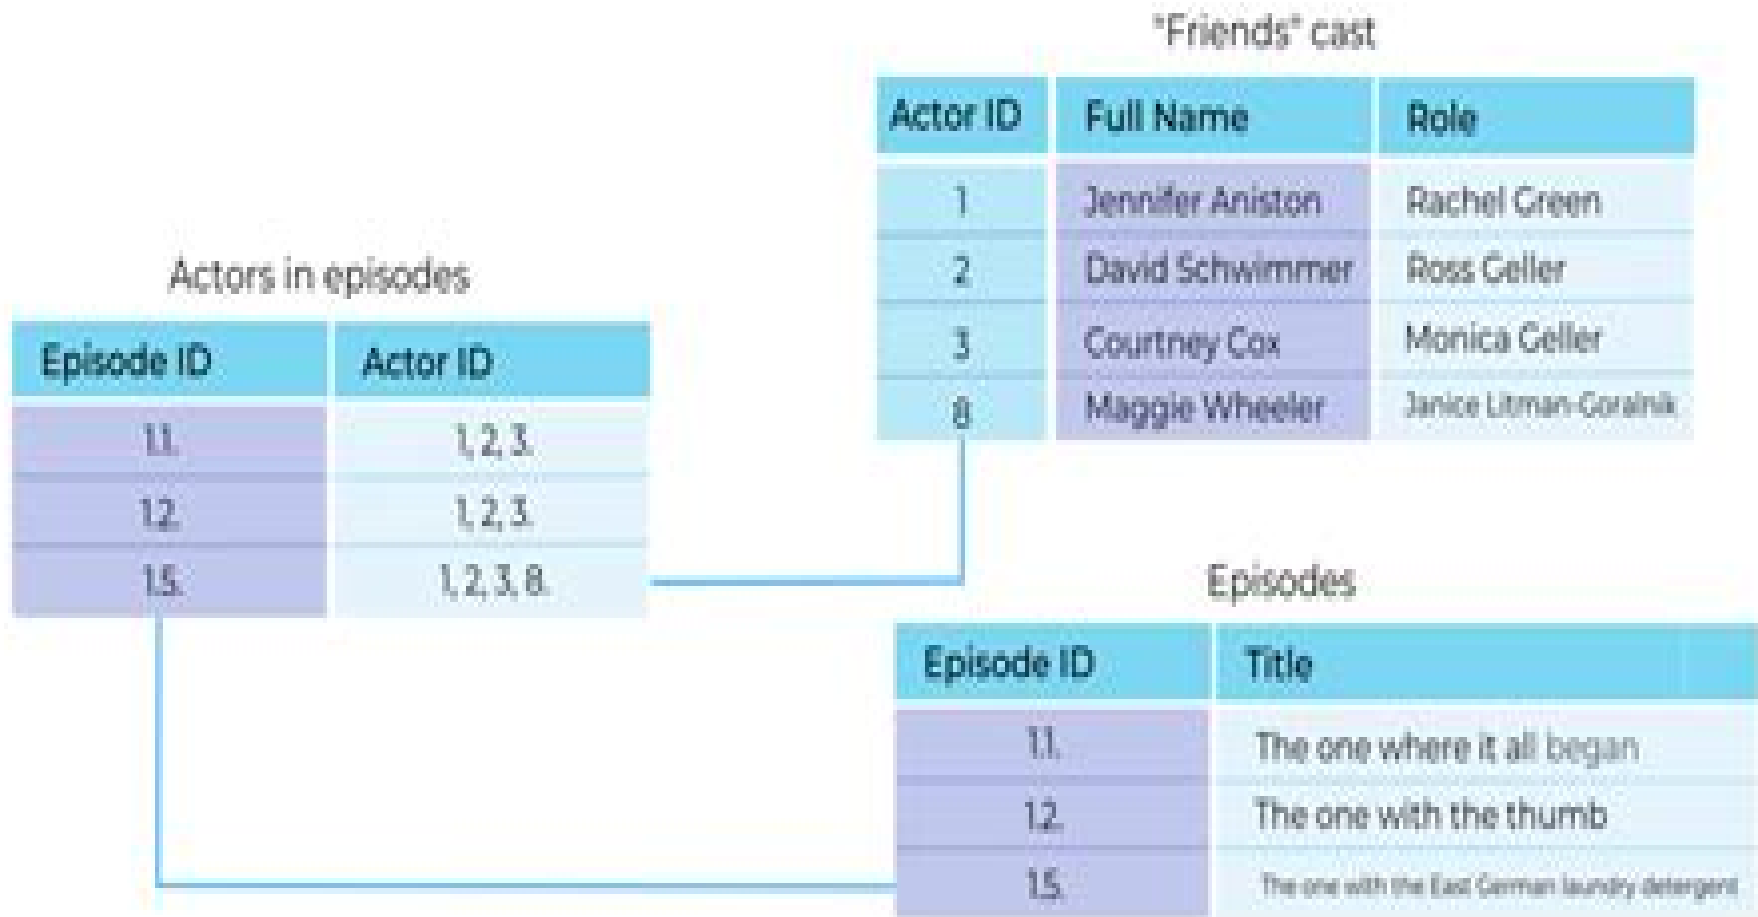 "Friends" cast
Actor ID Full Name Role
1 Jennifer Aniston Rachel Green
2 David Schwimmer Ross Geller
3 Courtney Cox Monica Geller
8 Maggie Wheeler Janice Litman-Goralnik
Actors in episodes
Episode ID Actor ID
1.1. 1, 2, 3.
1.2. 1, 2, 3.
1.5. 1, 2, 3, 8.
Episodes
Episode ID Title
1.1. The one where it all began
1.2. The one with the thumb
1.5. The one with the East German laundry detergent